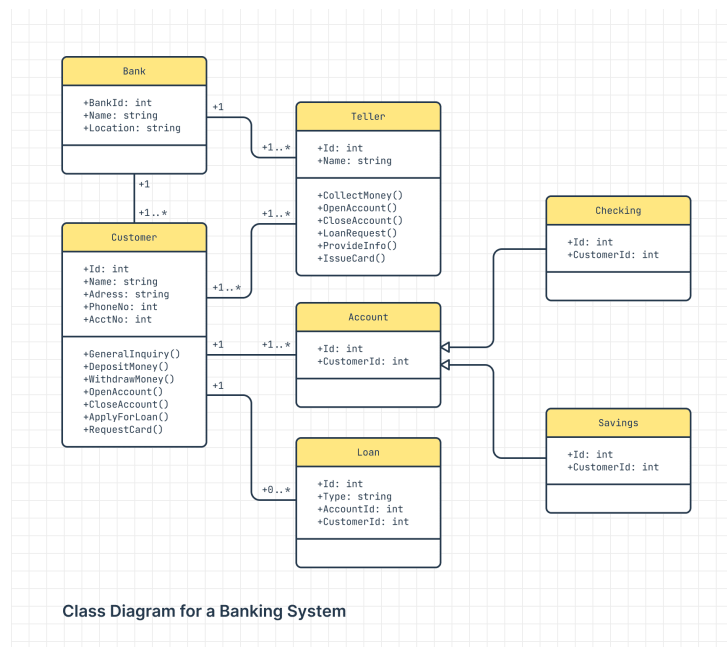 Bank
+BankId: int
+Name: string
+Location: string
+1
+1..*
+1
+1..*
Teller
+Id: int
+Name: string
+CollectMoney()
+OpenAccount()
+CloseAccount()
+LoanRequest()
+ProvideInfo()
+IssueCard()
Customer
+Id: int
+Name: string
+Adress: string
+PhoneNo: int
+AcctNo: int
+GeneralInquiry()
+DepositMoney()
+WithdrawMoney()
+OpenAccount()
+CloseAccount()
+ApplyForLoan()
+RequestCard()
+1..*
+1..*
+1
+1..*
+1
+0..*
Account
+Id: int
+CustomerId: int
Loan
+Id: int
+Type: string
+AccountId: int
+CustomerId: int
Checking
+Id: int
+CustomerId: int
Savings
+Id: int
+CustomerId: int
Class Diagram for a Banking System